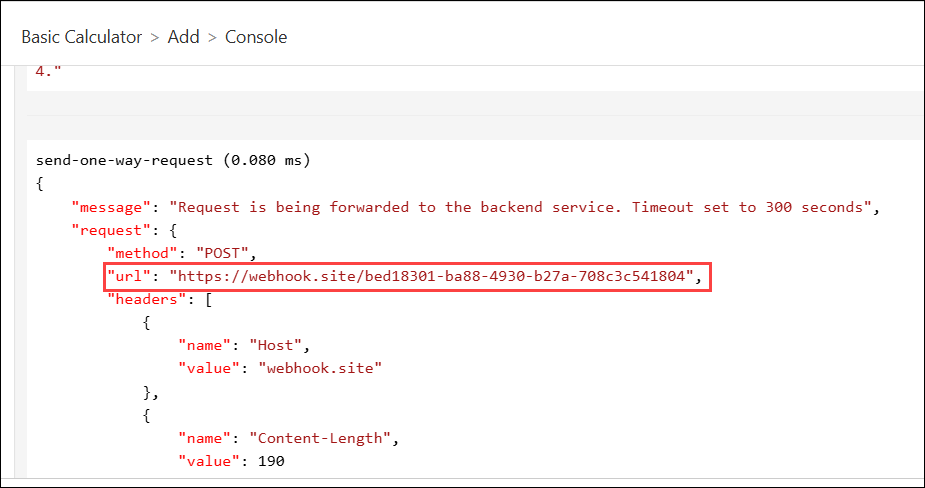 Basic Calculator > Add > Console
4."
send-one-way-request (0.080 ms)
{
"message": "Request is being forwarded to the backend service. Timeout set to 300 seconds",
"request": {
"method": "POST",
"url": "https://webhook.site/bed18301-ba88-4930-b27a-708c3c541804",
"headers": [
{
"name": "Host",
"value": "webhook.site"
},
{
"name": "Content-Length",
"value": 190